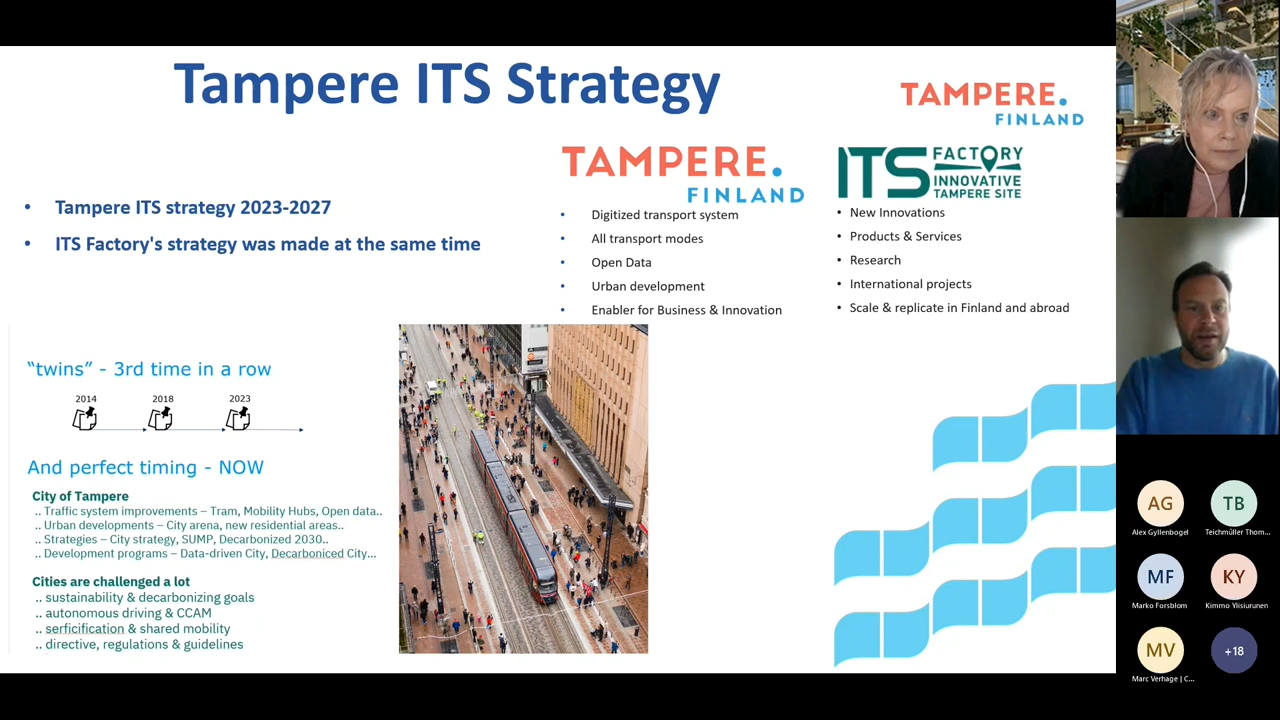 Tampere ITS Strategy
TAMPERE.
FINLAND
• Tampere ITS strategy 2023-2027
• ITS Factory's strategy was made at the same time
TAMPERE.
FINLAND
• Digitized transport system
• All transport modes
• Open Data
• Urban development
• Enabler for Business & Innovation
ITS FACTORY
INNOVATIVE
TAMPERE SITE
• New Innovations
• Products & Services
• Research
• International projects
• Scale & replicate in Finland and abroad
“twins” - 3rd time in a row
2014 2018 2023
And perfect timing - NOW
City of Tampere
.. Traffic system improvements – Tram, Mobility Hubs, Open data..
.. Urban developments – City arena, new residential areas..
.. Strategies – City strategy, SUMP, Decarbonized 2030..
.. Development programs – Data-driven City, Decarboniced City...
Cities are challenged a lot
.. sustainability & decarbonizing goals
.. autonomous driving & CCAM
.. serficification & shared mobility
.. directive, regulations & guidelines
AG
Alex Gyllenbogel
TB
Teichmüller Thom...
MF
Marko Forsblom
KY
Kimmo Ylisiurunen
MV
Marc Verhage | C...
+18